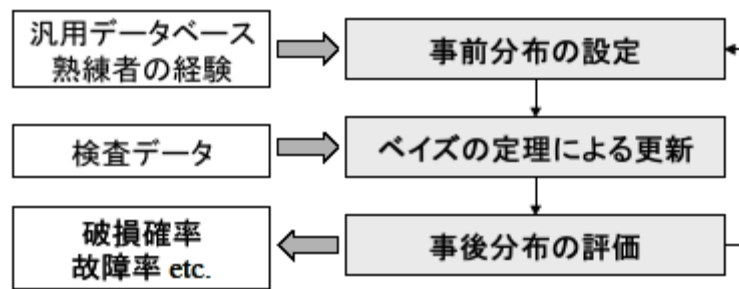 汎用データベース
熟練者の経験
事前分布の設定
検査データ
ベイズの定理による更新
破損確率
故障率 etc.
事後分布の評価